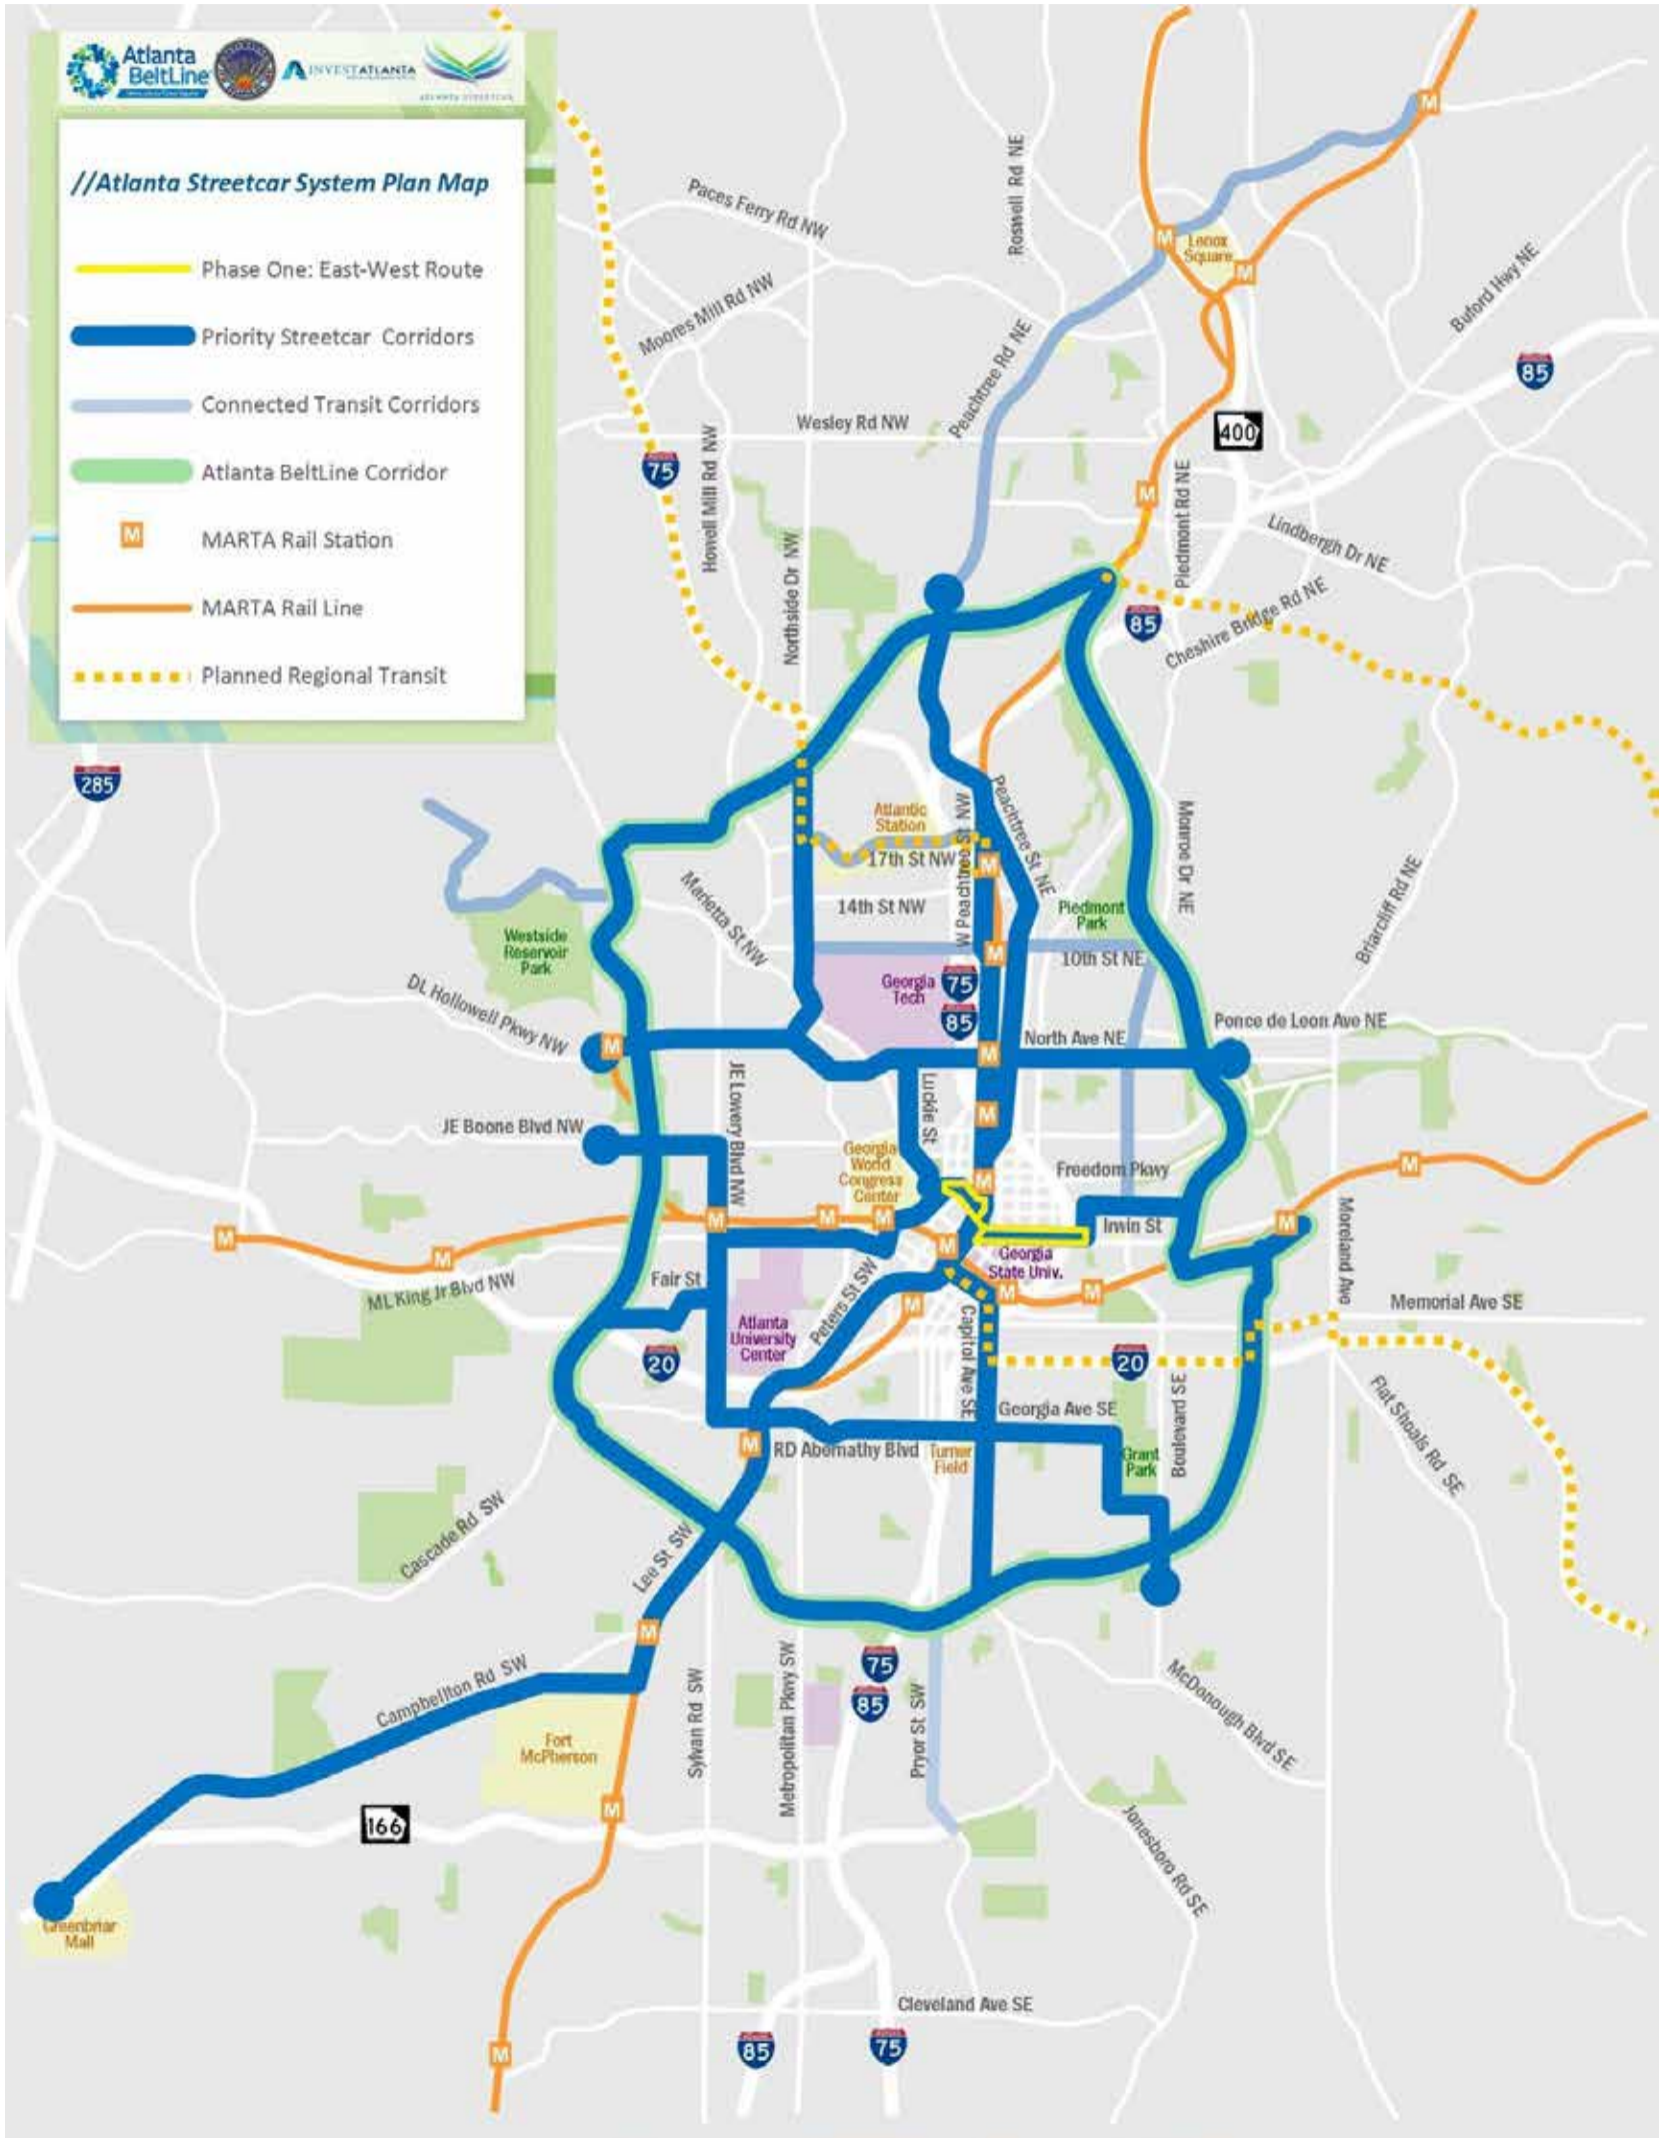 Atlanta
BeltLine
INVEST ATLANTA
ATLANTA STREETCAR
//Atlanta Streetcar System Plan Map
Phase One: East-West Route
Priority Streetcar Corridors
Connected Transit Corridors
Atlanta BeltLine Corridor
M
MARTA Rail Station
MARTA Rail Line
Planned Regional Transit
M
Roswell Rd NE
Paces Ferry Rd NW
M
Lenox
Square
M
Buford Hwy NE
Moores Mill Rd NW
Peachtree Rd NE
85
Wesley Rd NW
400
75
Howell Mill Rd NW
M
Piedmont Rd NE
Lindbergh Dr NE
Northside Dr NW
85
Cheshire Bridge Rd NE
285
Atlantic
Station
17th St NW
W Peachtree St NW
Peachtree St NE
M
Monroe Dr NE
Marietta St NW
14th St NW
Piedmont
Park
Briarcliff Rd NE
Westside
Reservoir
Park
M
10th St NE
DL Hollowell Pkwy NW
Georgia
Tech
75
85
Ponce de Leon Ave NE
M
North Ave NE
M
JE Lowery Blvd NW
Luckie St
M
JE Boone Blvd NW
Georgia
World
Congress
Center
Freedom Pkwy
M
M
M
M
M
M
M
Irwin St
M
Moreland Ave
M
M
Georgia
State Univ.
ML King Jr Blvd NW
Fair St
Peters St SW
M
M
M
Memorial Ave SE
Atlanta
University
Center
Capitol Ave SE
20
20
Georgia Ave SE
Boulevard SE
Flat Shoals Rd SE
M
RD Abernathy Blvd
Turner
Field
Grant
Park
Cascade Rd SW
Lee St SW
M
75
85
Campbellton Rd SW
Sylvan Rd SW
Metropolitan Pkwy SW
Pryor St SW
McDonough Blvd SE
Fort
McPherson
M
166
Jonesboro Rd SE
Greenbriar
Mall
Cleveland Ave SE
M
85
75